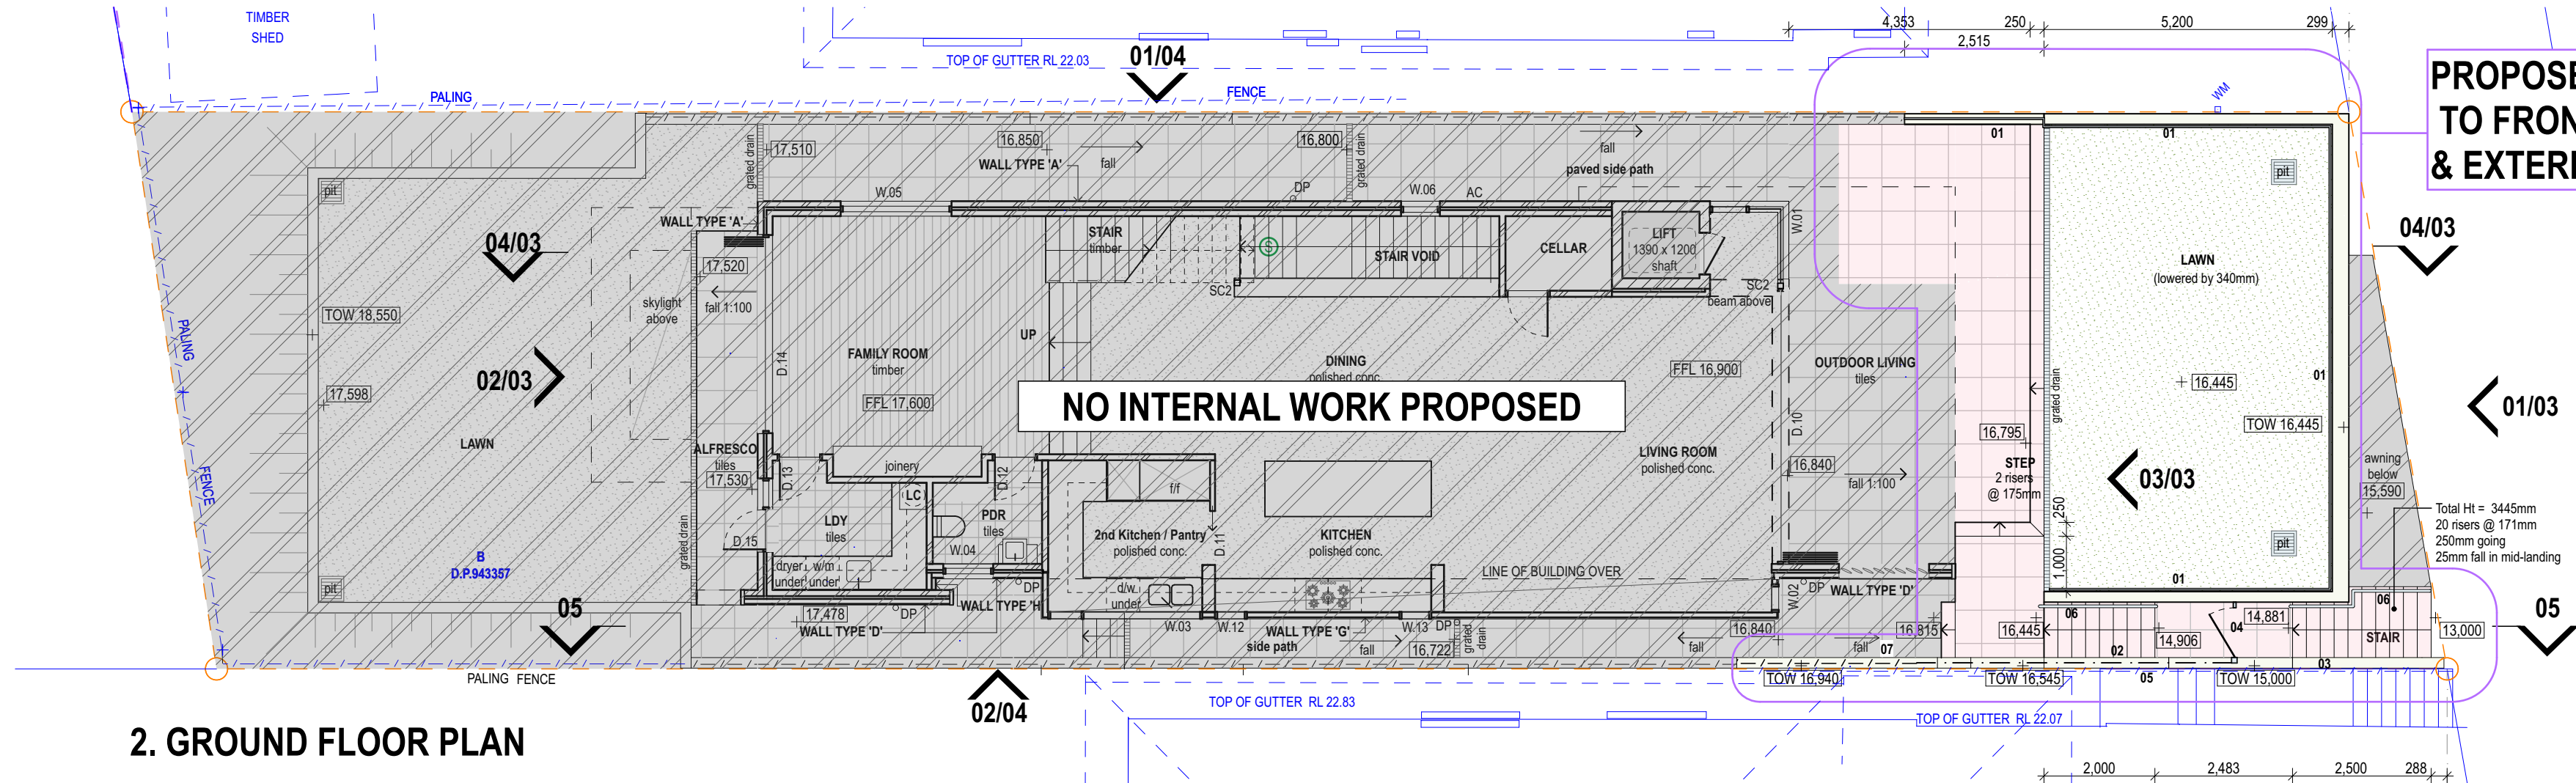 TIMBER
SHED
4,353
250
5,200
299
2,515
TOP OF GUTTER RL 22.03
01/04
PALING
FENCE
WM
PROPOSE
TO FRON
& EXTERI
grated drain
17,510
16,850
WALL TYPE 'A'
fall
16,800
grated drain
fall
paved side path
01
01
pit
pit
W.05
DP
W.06
AC
WALL TYPE 'A'
04/03
STAIR
timber
S
STAIR VOID
CELLAR
LIFT
1390 x 1200
shaft
W.01
04/03
LAWN
(lowered by 340mm)
17,520
fall 1:100
skylight
above
SC2
SC2
beam above
TOW 18,550
PALING
UP
02/03
D.14
FAMILY ROOM
timber
FFL 17,600
DINING
polished conc.
FFL 16,900
OUTDOOR LIVING
tiles
16,445
01
17,598
NO INTERNAL WORK PROPOSED
01/03
grated drain
D.10
TOW 16,445
LAWN
ALFRESCO
tiles
17,530
joinery
D.13
D.12
LIVING ROOM
polished conc.
16,795
STEP
2 risers
@ 175mm
16,840
fall 1:100
03/03
awning
below
15,590
FENCE
LC
f/f
LDY
tiles
PDR
tiles
2nd Kitchen / Pantry
polished conc.
D.11
KITCHEN
polished conc.
250
1,000
pit
Total Ht = 3445mm
20 risers @ 171mm
250mm going
25mm fall in mid-landing
grated drain
D.15
W.04
B
D.P.943357
dryer
under
w/m
under
DP
d/w
under
LINE OF BUILDING OVER
W.02
DP
WALL TYPE 'D'
01
pit
05
17,478
DP
WALL TYPE 'H'
WALL TYPE 'D'
W.03
W.12
WALL TYPE 'G'
side path
W.13
DP
fall
16,722
grated
drain
16,840
fall
fall
07
16,815
16,445
06
02
14,906
04
14,881
06
STAIR
03
13,000
05
PALING FENCE
02/04
TOW 16,940
TOW 16,545
05
TOW 15,000
TOP OF GUTTER RL 22.83
TOP OF GUTTER RL 22.07
2. GROUND FLOOR PLAN
2,000
2,483
2,500
288